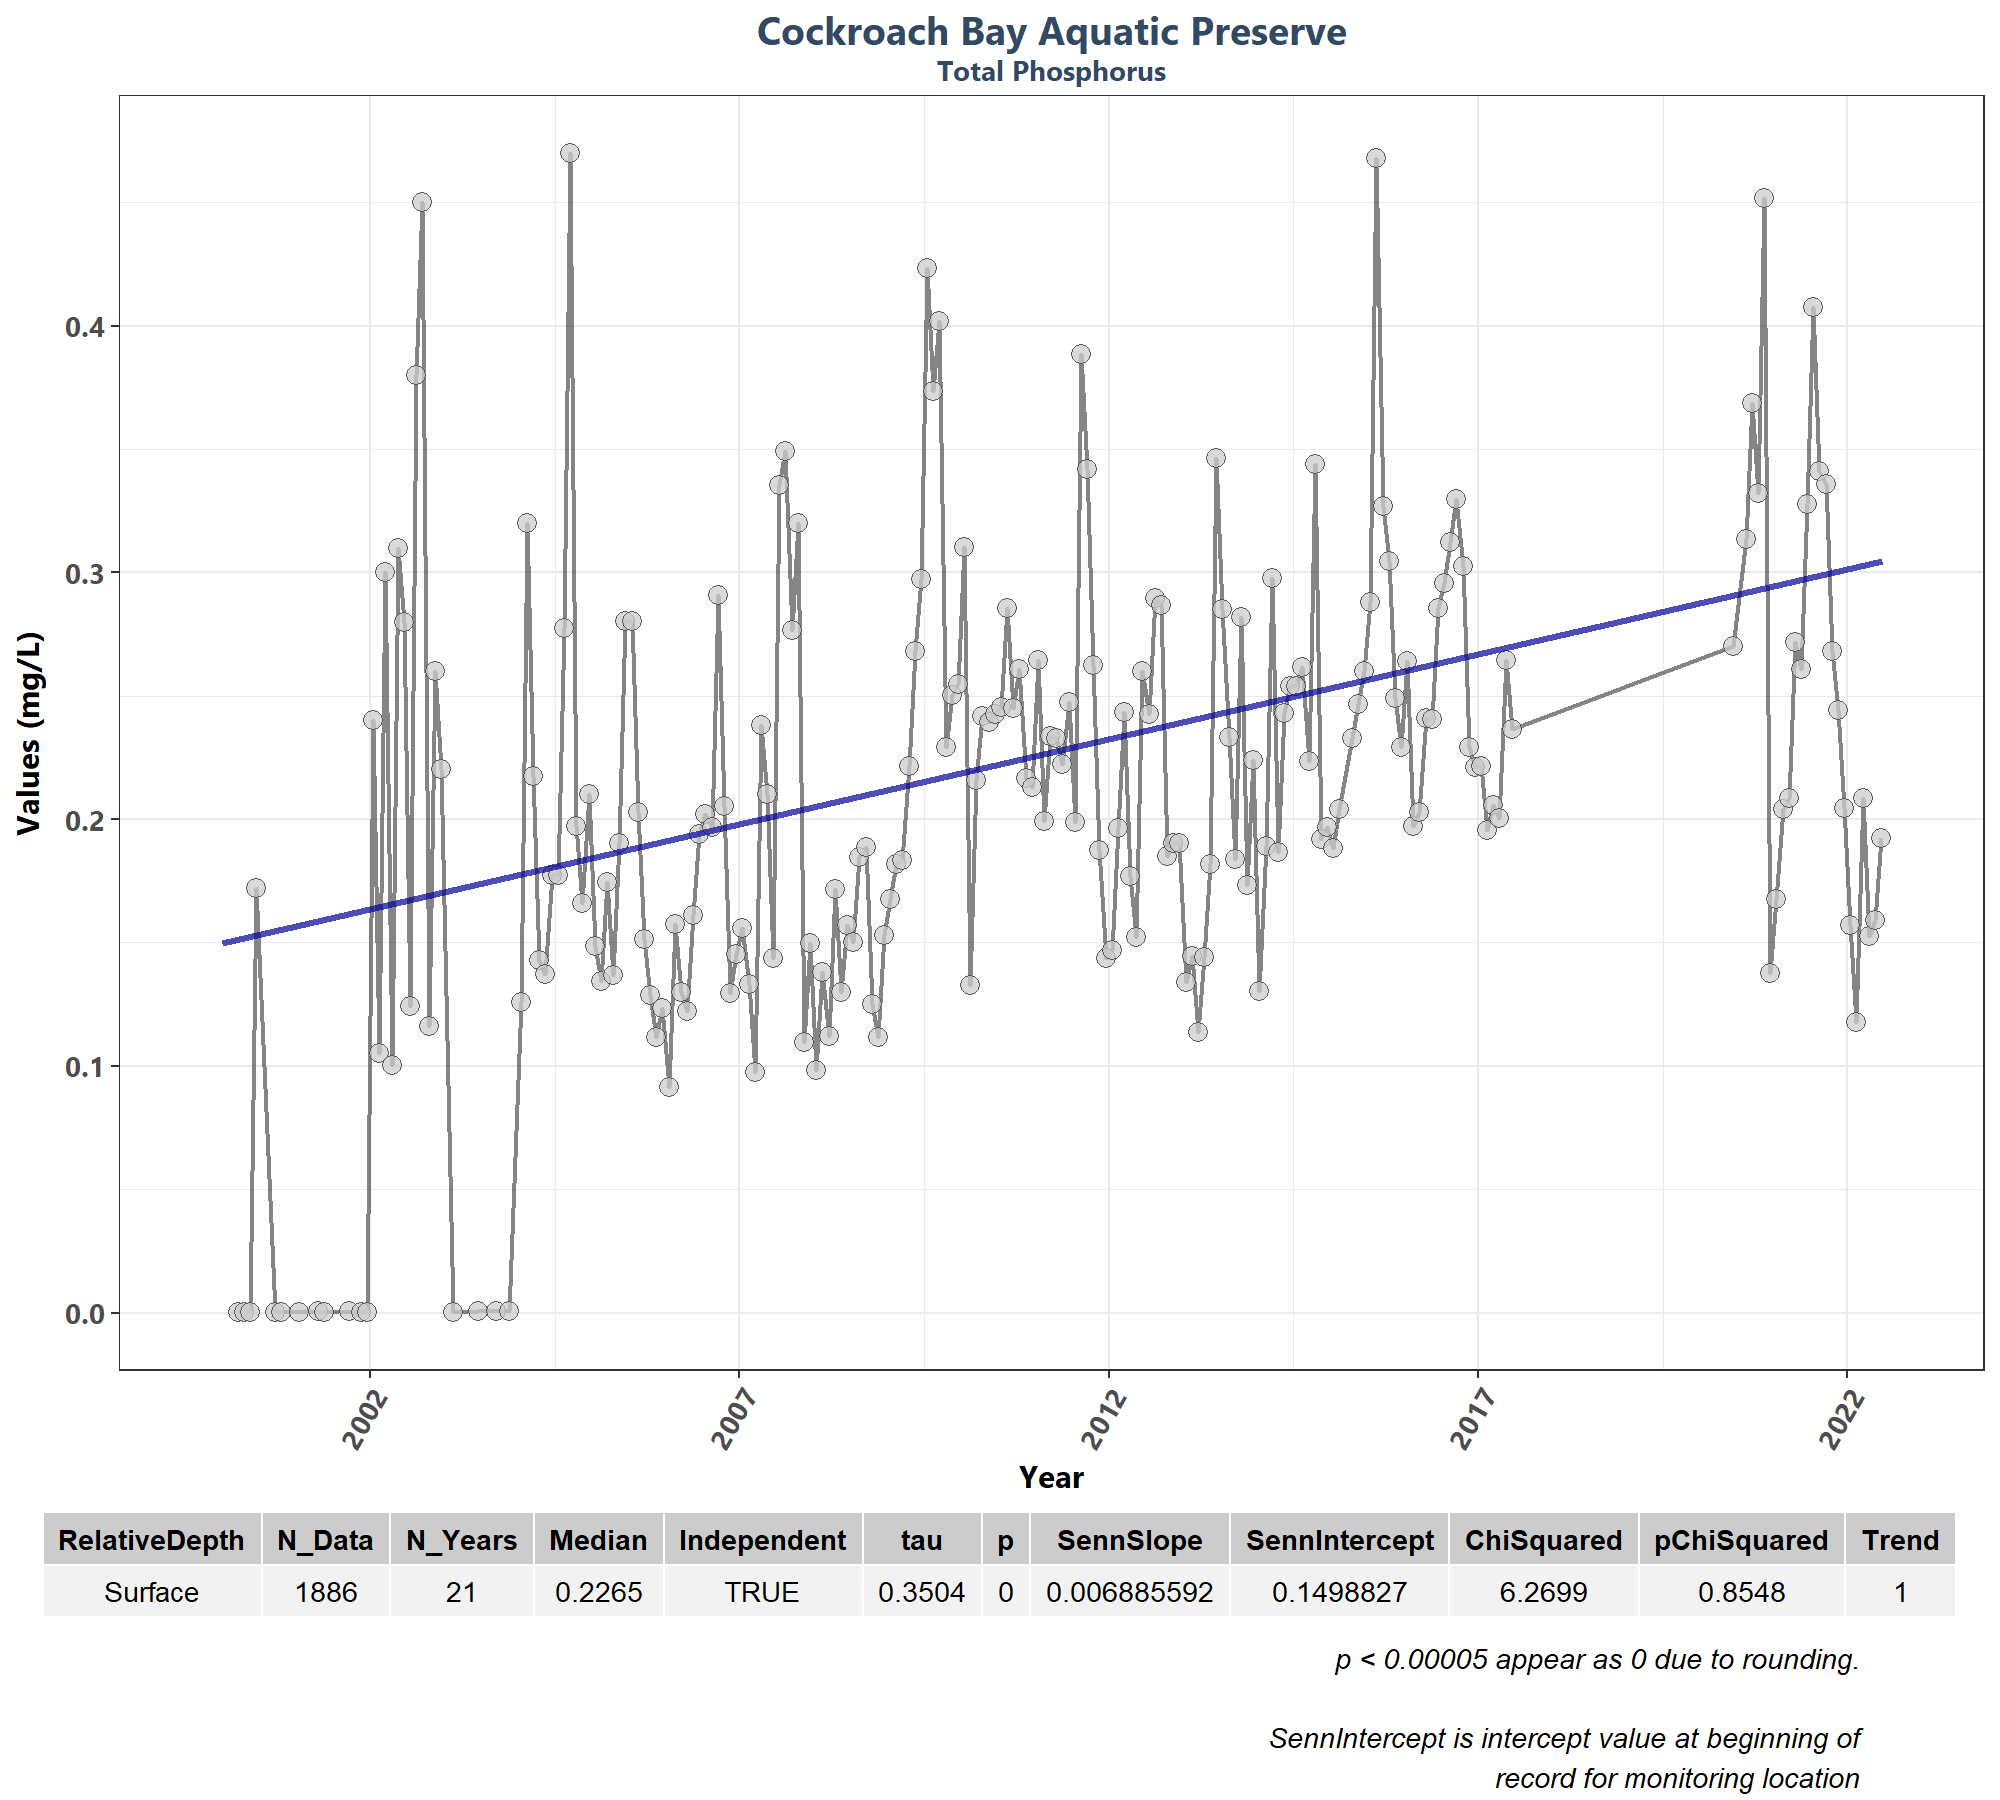 Cockroach Bay Aquatic Preserve
Total Phosphorus
Values (mg/L)
0.4
0.3
0.2
0.1
0.0
2002 2007 2012 2017 2022
Year
RelativeDepth N_Data N_Years Median Independent tau p SennSlope SennIntercept ChiSquared pChiSquared Trend
Surface 1886 21 0.2265 TRUE 0.3504 0 0.006885592 0.1498827 6.2699 0.8548 1
p < 0.00005 appear as 0 due to rounding.
SennIntercept is intercept value at beginning of
record for monitoring location